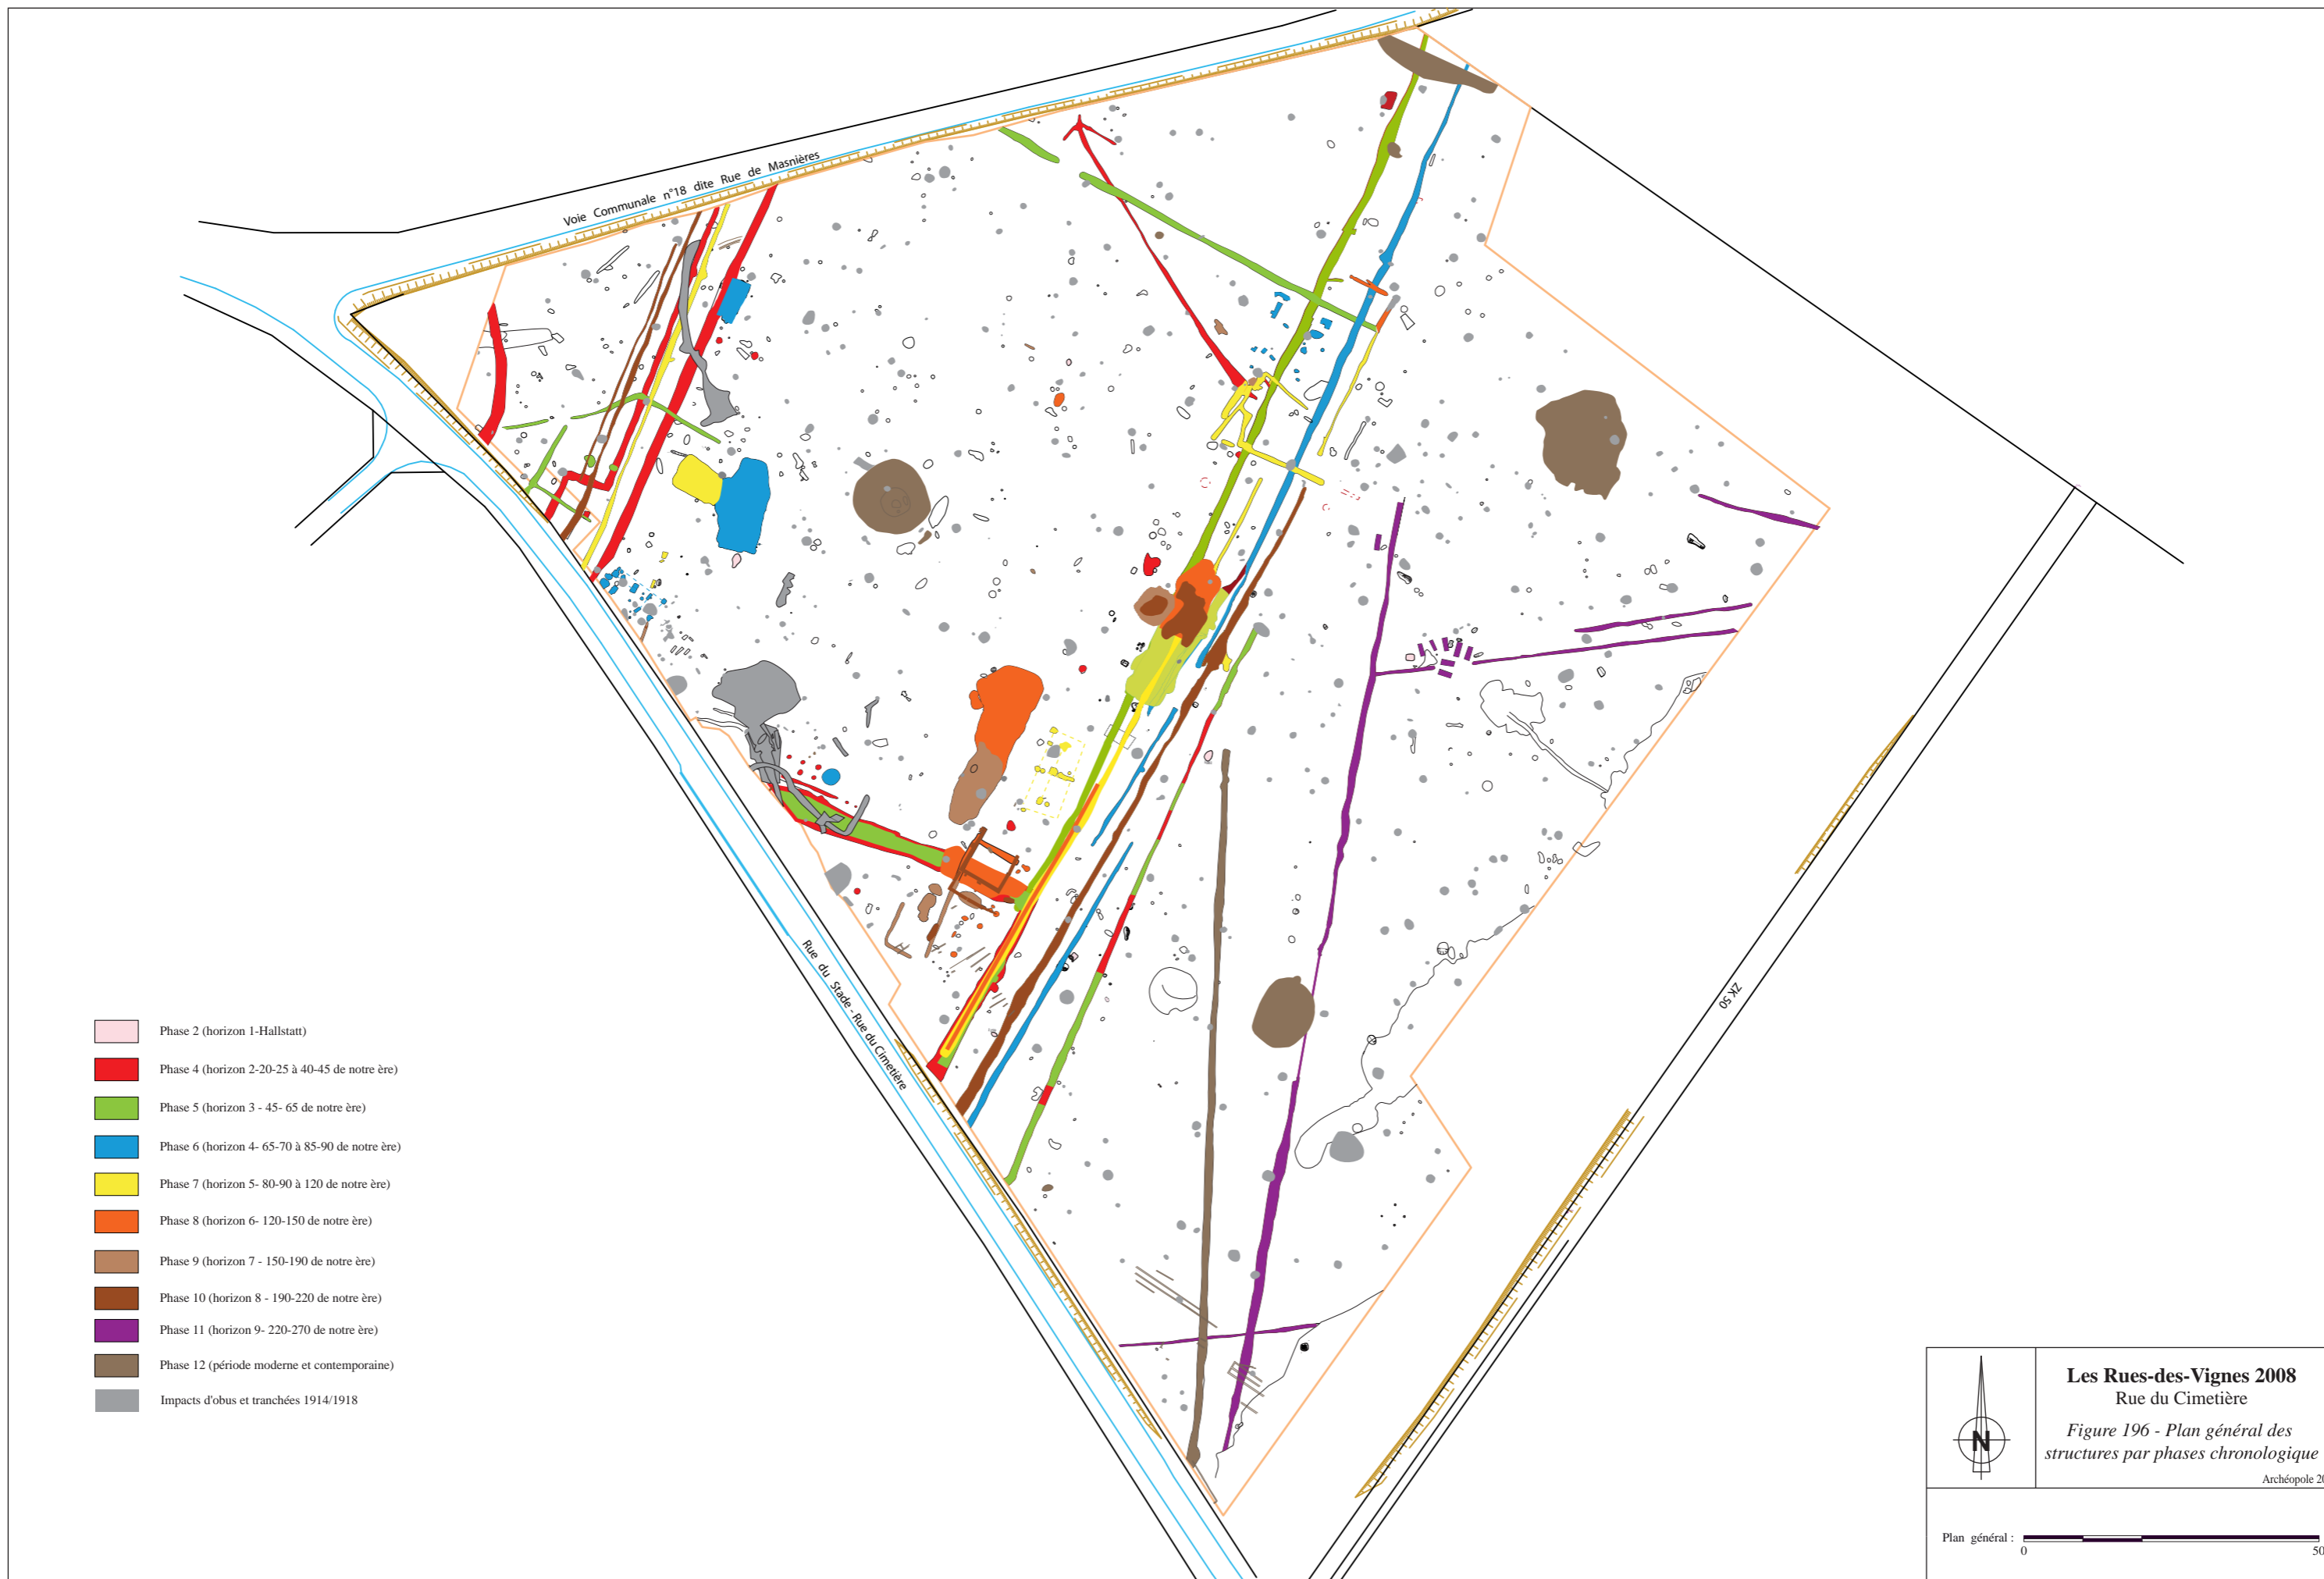 Voie Communale n°18 dite Rue de Masnières
Rue du Stade - Rue du Cimetière
ZK 50
Phase 2 (horizon 1-Hallstatt)
Phase 4 (horizon 2-20-25 à 40-45 de notre ère)
Phase 5 (horizon 3 - 45- 65 de notre ère)
Phase 6 (horizon 4- 65-70 à 85-90 de notre ère)
Phase 7 (horizon 5- 80-90 à 120 de notre ère)
Phase 8 (horizon 6- 120-150 de notre ère)
Phase 9 (horizon 7 - 150-190 de notre ère)
Phase 10 (horizon 8 - 190-220 de notre ère)
Phase 11 (horizon 9- 220-270 de notre ère)
Phase 12 (période moderne et contemporaine)
Impacts d'obus et tranchées 1914/1918
N
Les Rues-des-Vignes 2008
Rue du Cimetière
Figure 196 - Plan général des
structures par phases chronologique
Archéopole 20
Plan général :
0 50